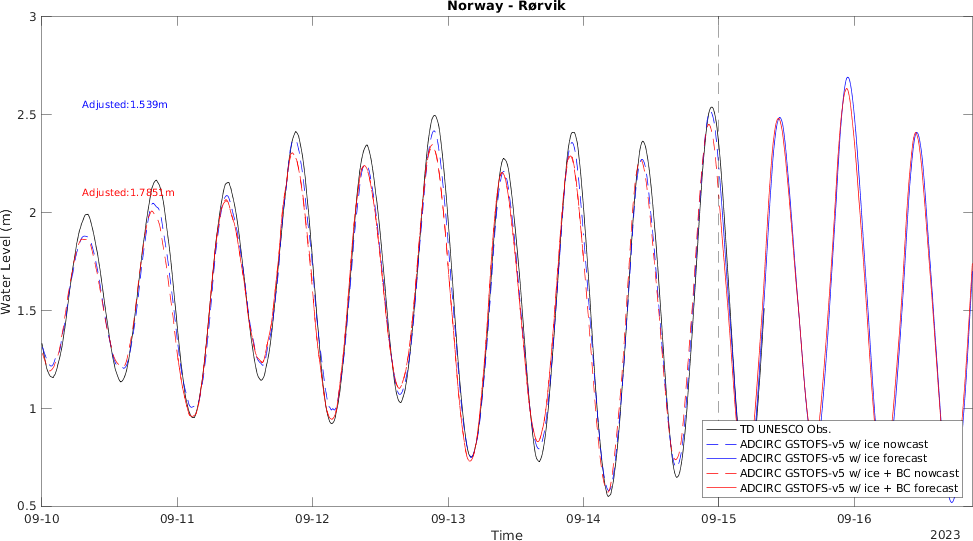 Norway - Rørvik
3
2.5
2
1.5
1
0.5
Water Level (m)
Adjusted:1.539m
Adjusted:1.7851m
TD UNESCO Obs.
ADCIRC GSTOFS-v5 w/ ice nowcast
ADCIRC GSTOFS-v5 w/ ice forecast
ADCIRC GSTOFS-v5 w/ ice + BC nowcast
ADCIRC GSTOFS-v5 w/ ice + BC forecast
09-10 09-11 09-12 09-13 09-14 09-15 09-16
Time
2023